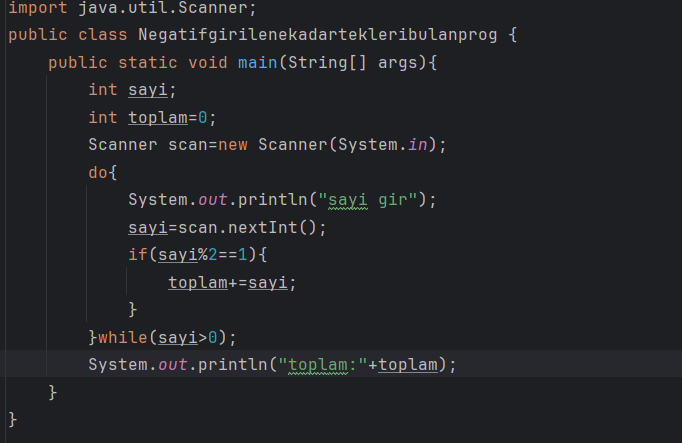 import java.util.Scanner;
public class Negatifgirilenekadartekleribulanprog {
public static void main(String[] args){
int sayi;
int toplam=0;
Scanner scan=new Scanner(System.in);
do{
System.out.println("sayi gir");
sayi=scan.nextInt();
if(sayi%2==1){
toplam+=sayi;
}
}while(sayi>0);
System.out.println("toplam:"+toplam);
}
}